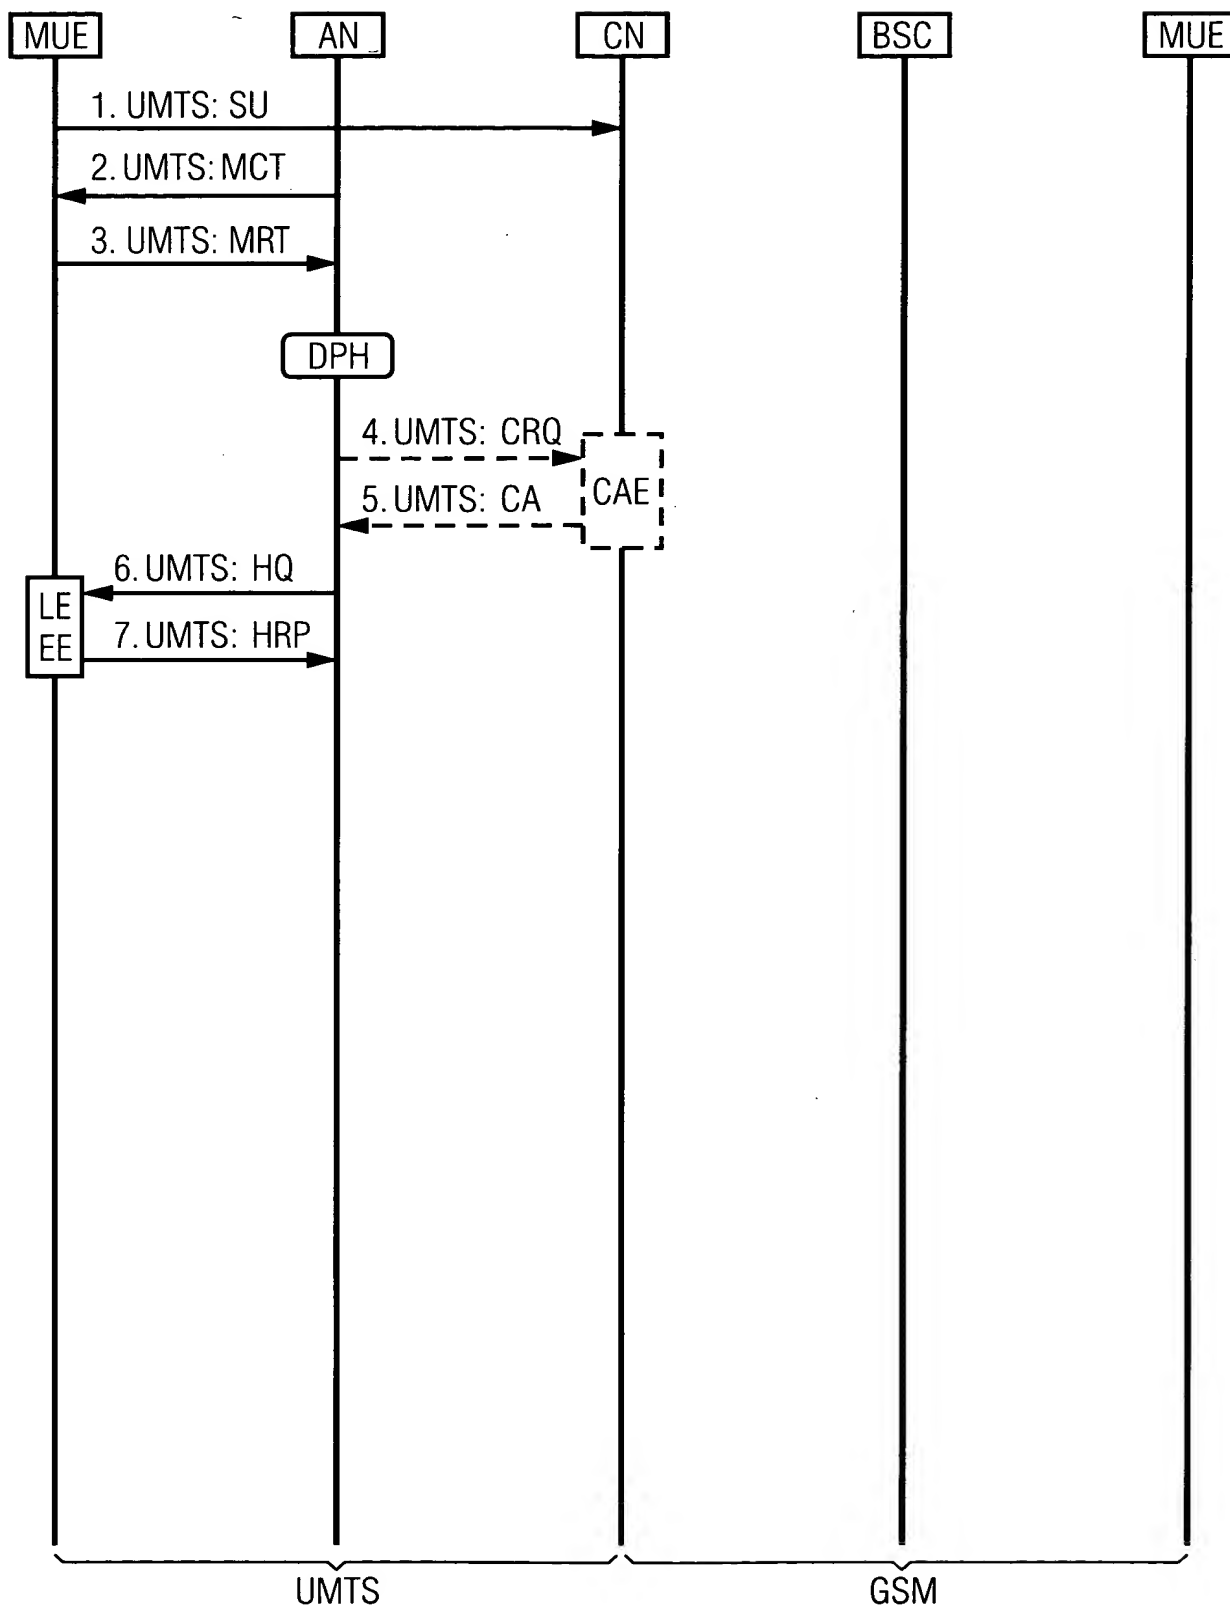 MUE AN CN BSC MUE
1. UMTS: SU
2. UMTS: MCT
3. UMTS: MRT
DPH
4. UMTS: CRQ
CAE
5. UMTS: CA
6. UMTS: HQ
LE
EE
7. UMTS: HRP
UMTS GSM